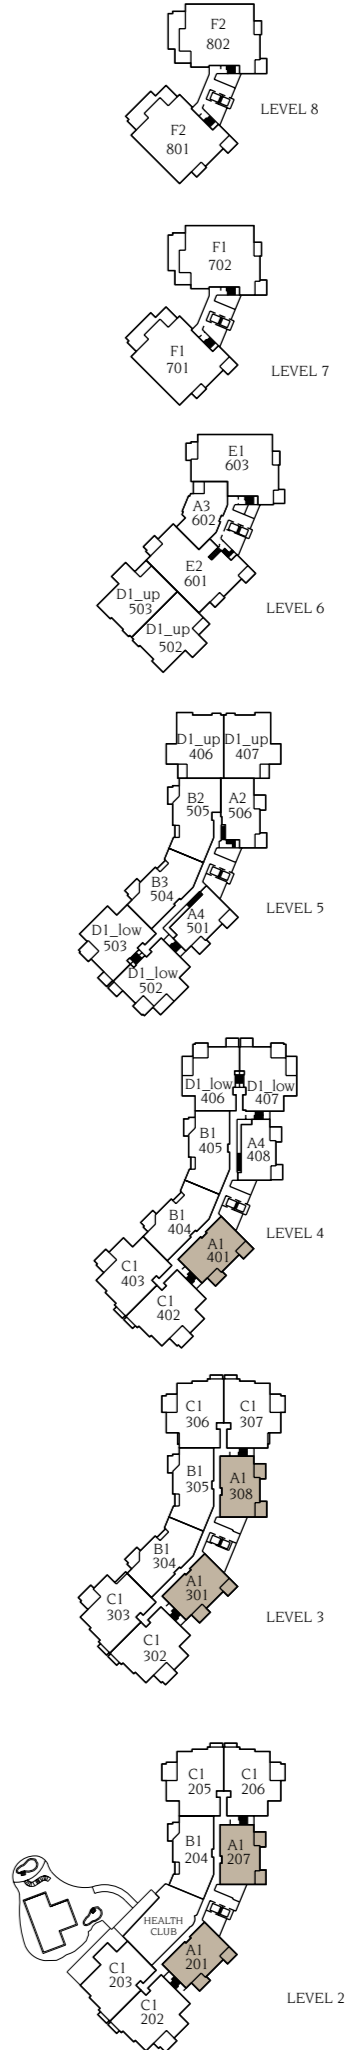 F2
802
F2
801
LEVEL 8
F1
702
F1
701
LEVEL 7
E1
603
A3
602
E2
601
D1_up
503
D1_up
502
LEVEL 6
D1_up
406
D1_up
407
B2
505
A2
506
B3
504
A4
501
D1_low
503
D1_low
502
LEVEL 5
D1_low
406
D1_low
407
B1
405
A4
408
B1
404
A1
401
C1
403
C1
402
LEVEL 4
C1
306
C1
307
B1
305
A1
308
B1
304
A1
301
C1
303
C1
302
LEVEL 3
C1
205
C1
206
B1
204
A1
207
HEALTH
CLUB
A1
201
C1
203
C1
202
LEVEL 2